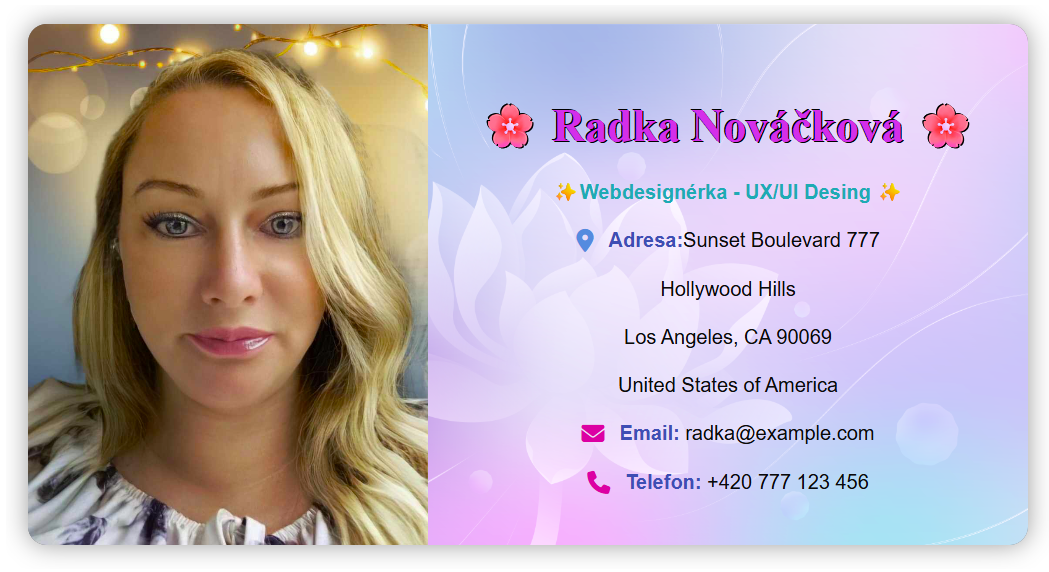 Radka Nováčková
Webdesignérka - UX/UI Desing
Adresa:Sunset Boulevard 777
Hollywood Hills
Los Angeles, CA 90069
United States of America
Email: radka@example.com
Telefon: +420 777 123 456